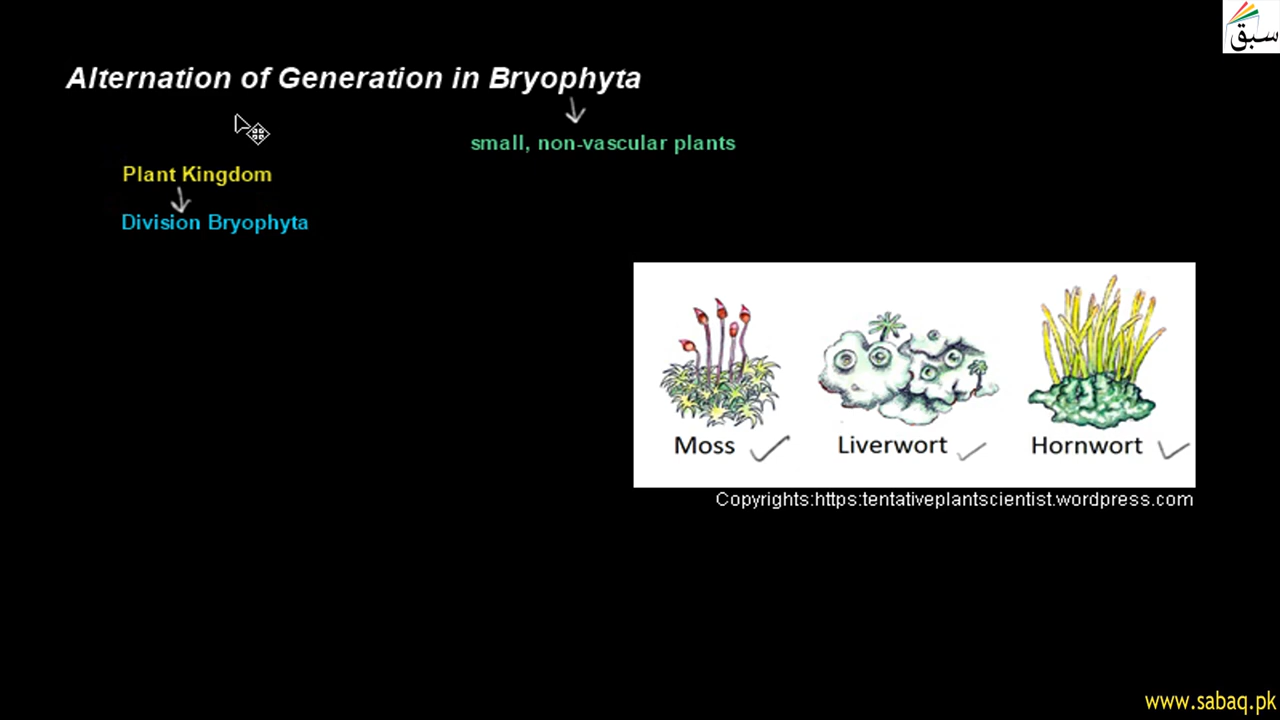 سبق
Alternation of Generation in Bryophyta
small, non-vascular plants
Plant Kingdom
Division Bryophyta
Moss
Liverwort
Hornwort
Copyrights:https:tentativeplantscientist.wordpress.com
www.sabaq.pk